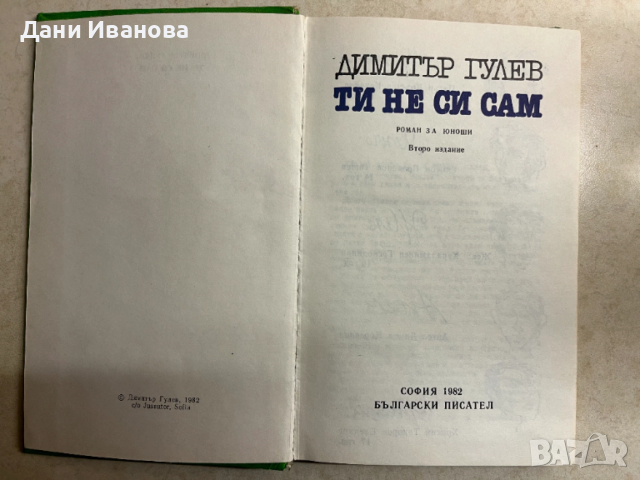 Дани Иванова
ДИМИТЪР ГУЛЕВ
ТИ НЕ СИ САМ
РОМАН ЗА ЮНОШИ
Второ издание
© Димитър Гулев, 1982
c/o Jusautor, Sofia
СОФИЯ 1982
БЪЛГАРСКИ ПИСАТЕЛ
BAZAR